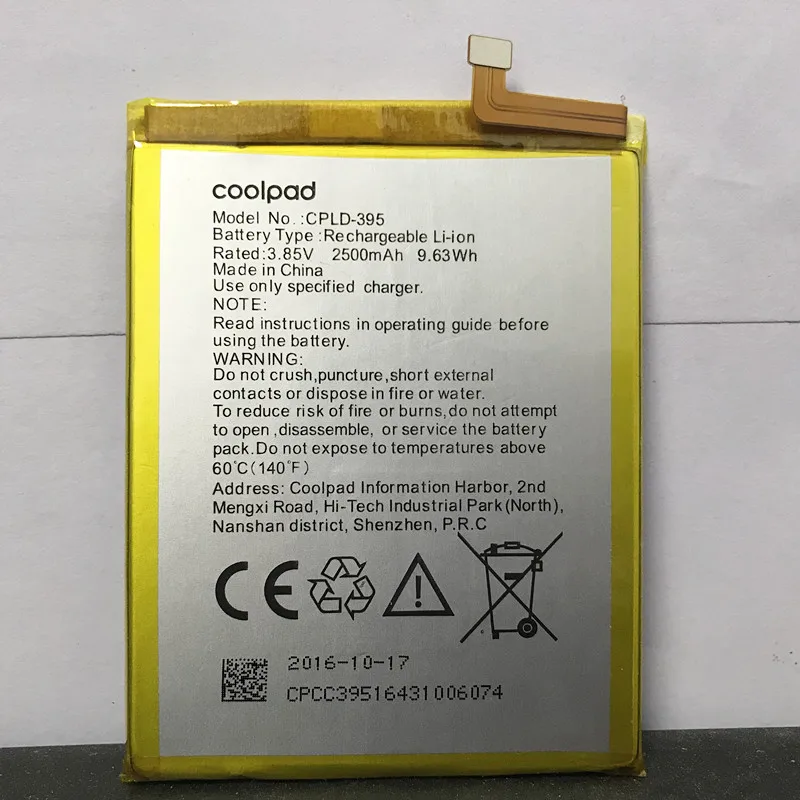 coolpad
Model No.:CPLD-395
Battery Type :Rechargeable Li-ion
Rated:3.85V 2500mAh 9.63Wh
Made in China
Use only specified charger.
NOTE:
Read instructions in operating guide before
using the battery.
WARNING:
Do not crush,puncture,short external
contacts or dispose in fire or water.
To reduce risk of fire or burns,do not attempt
to open ,disassemble, or service the battery
pack.Do not expose to temperatures above
60°C(140°F)
Address: Coolpad Information Harbor, 2nd
Mengxi Road, Hi-Tech Industrial Park(North),
Nanshan district, Shenzhen, P.R.C
CE
2016-10-17
CPCC39516431006074